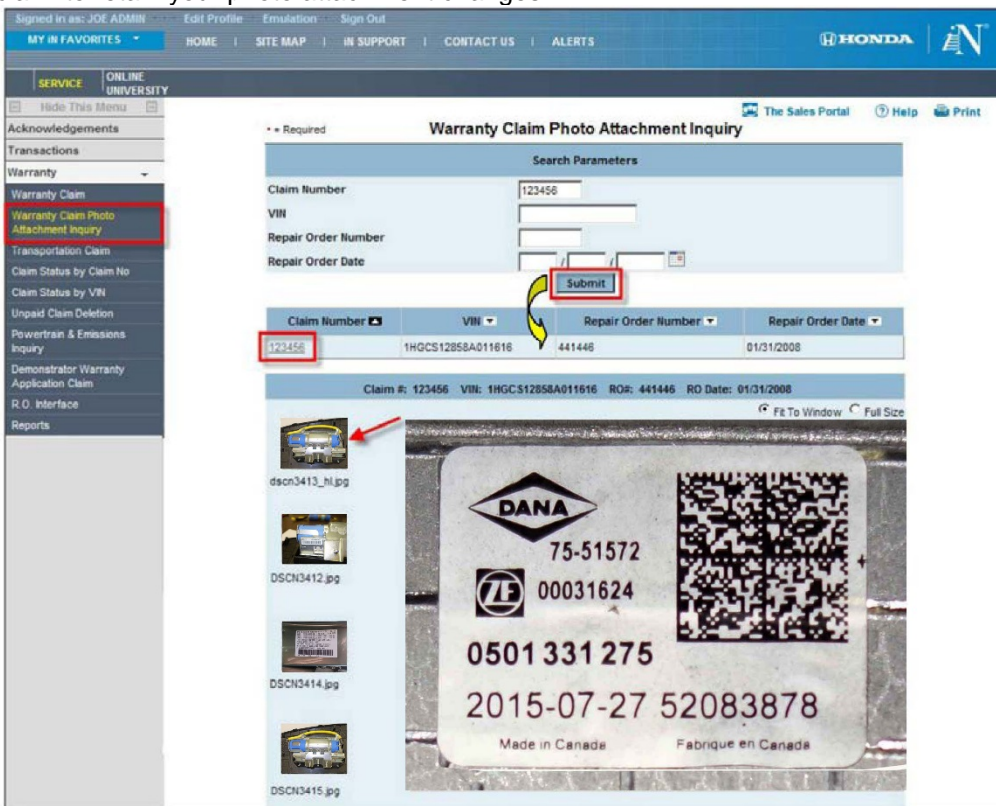 your photo attachment changes
Signed in as: JOE ADMIN Edit Profile Emulation Sign Out
MY iN FAVORITES HOME | SITE MAP | iN SUPPORT | CONTACT US | ALERTS HONDA iN
SERVICE ONLINE UNIVERSITY
Hide This Menu
The Sales Portal Help Print
Acknowledgements
Transactions
Warranty
Warranty Claim
Warranty Claim Photo
Attachment Inquiry
Transportation Claim
Claim Status by Claim No
Claim Status by VIN
Unpaid Claim Deletion
Powertrain & Emissions
Inquiry
Demonstrator Warranty
Application Claim
R.O. Interface
Reports
* = Required Warranty Claim Photo Attachment Inquiry
Search Parameters
Claim Number 123456
VIN
Repair Order Number
Repair Order Date / /
Submit
Claim Number VIN Repair Order Number Repair Order Date
123456 1HGCS12858A011616 441446 01/31/2008
Claim #: 123456 VIN: 1HGCS12858A011616 RO#: 441446 RO Date: 01/31/2008
Fit To Window Full Size
dscn3413_hl.jpg
DSCN3412.jpg
DSCN3414.jpg
DSCN3415.jpg
DANA
75-51572
ZF 00031624
0501 331 275
2015-07-27 52083878
Made in Canada Fabrique en Canada